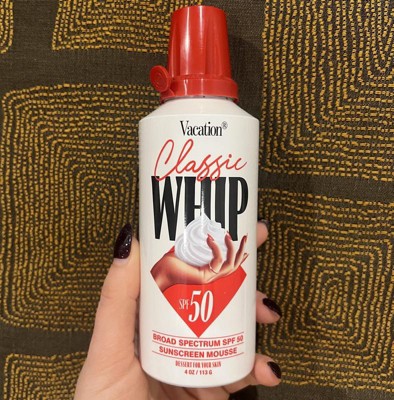 Vacation®
Classic
WHIP
SPF 50
BROAD SPECTRUM SPF 50
SUNSCREEN MOUSSE
DESSERT FOR YOUR SKIN
4 OZ / 113 G